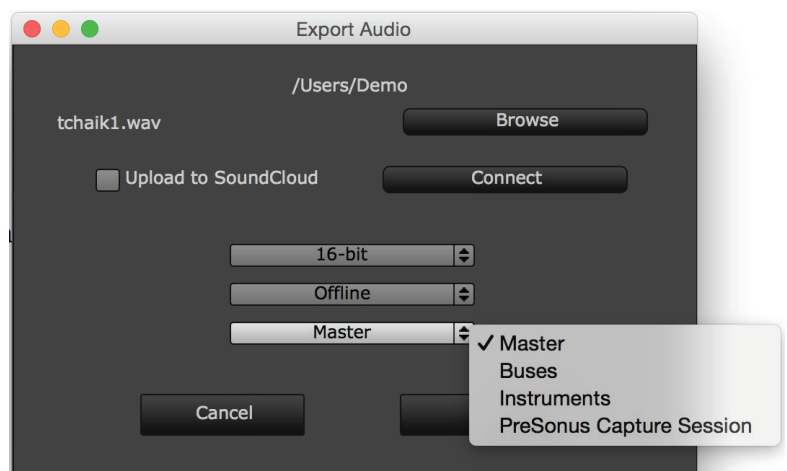 Export Audio
/Users/Demo
tchaik1.wav
Browse
Upload to SoundCloud
Connect
16-bit
Offline
Master
✓ Master
Buses
Instruments
PreSonus Capture Session
Cancel